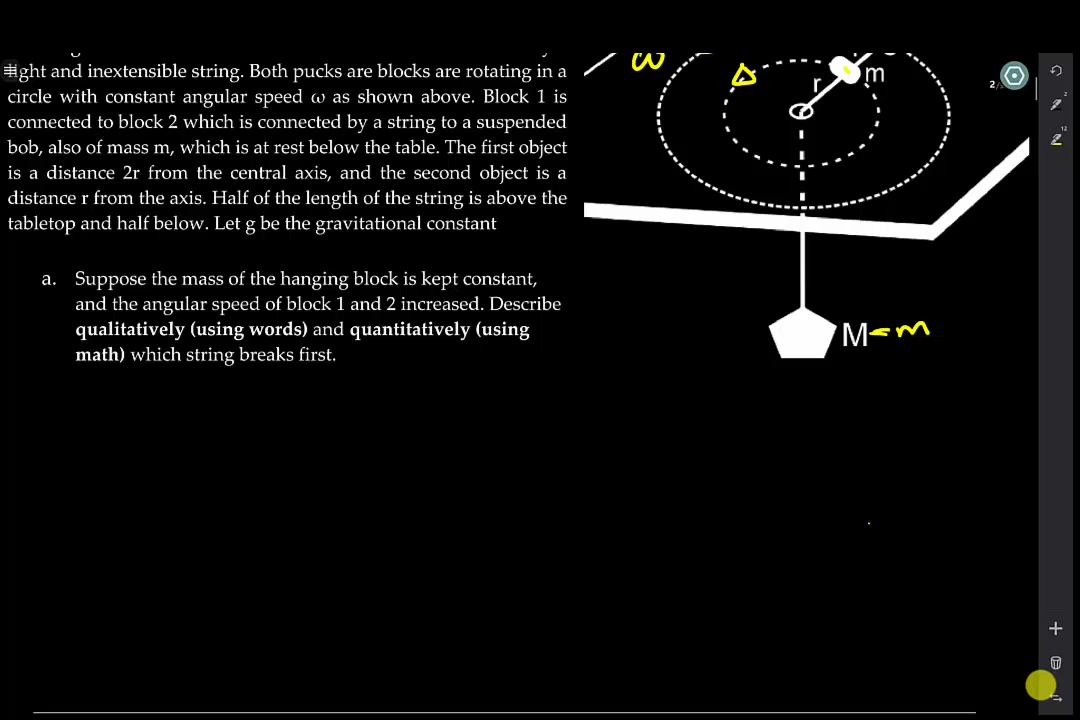 light and inextensible string. Both pucks are blocks are rotating in a
circle with constant angular speed ω as shown above. Block 1 is
connected to block 2 which is connected by a string to a suspended
bob, also of mass m, which is at rest below the table. The first object
is a distance 2r from the central axis, and the second object is a
distance r from the axis. Half of the length of the string is above the
tabletop and half below. Let g be the gravitational constant
a. Suppose the mass of the hanging block is kept constant,
and the angular speed of block 1 and 2 increased. Describe
qualitatively (using words) and quantitatively (using
math) which string breaks first.
ω
r
m
M = m
2/
2
12